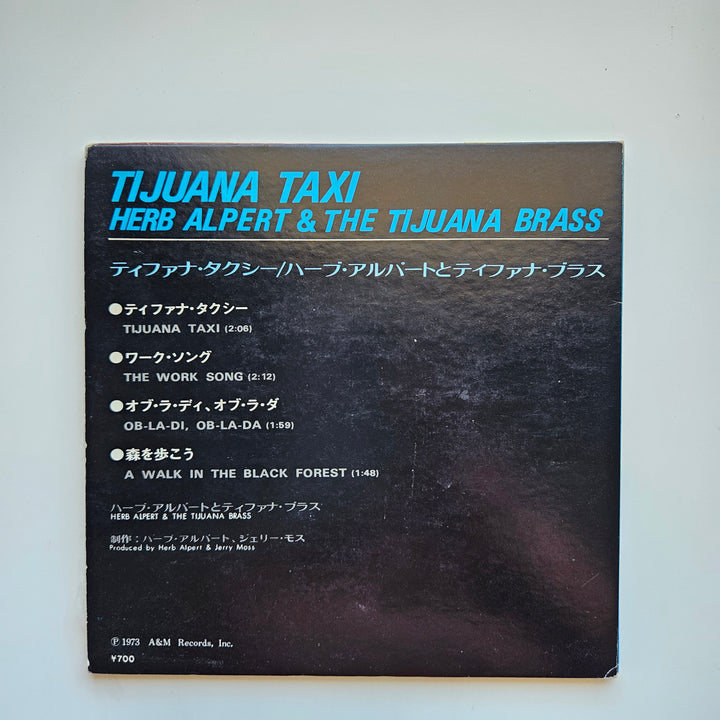 TIJUANA TAXI
HERB ALPERT & THE TIJUANA BRASS
ティファナ・タクシー/ハーブ・アルパートとティファナ・ブラス
●ティファナ・タクシー
TIJUANA TAXI (2:06)
●ワーク・ソング
THE WORK SONG (2:12)
●オブ・ラ・ディ、オブ・ラ・ダ
OB-LA-DI, OB-LA-DA (1:59)
●森を歩こう
A WALK IN THE BLACK FOREST (1:48)
ハーブ・アルパートとティファナ・ブラス
HERB ALPERT & THE TIJUANA BRASS
制作：ハーブ・アルパート、ジェリー・モス
Produced by Herb Alpert & Jerry Moss
Ⓟ 1973 A&M Records, Inc.
¥700